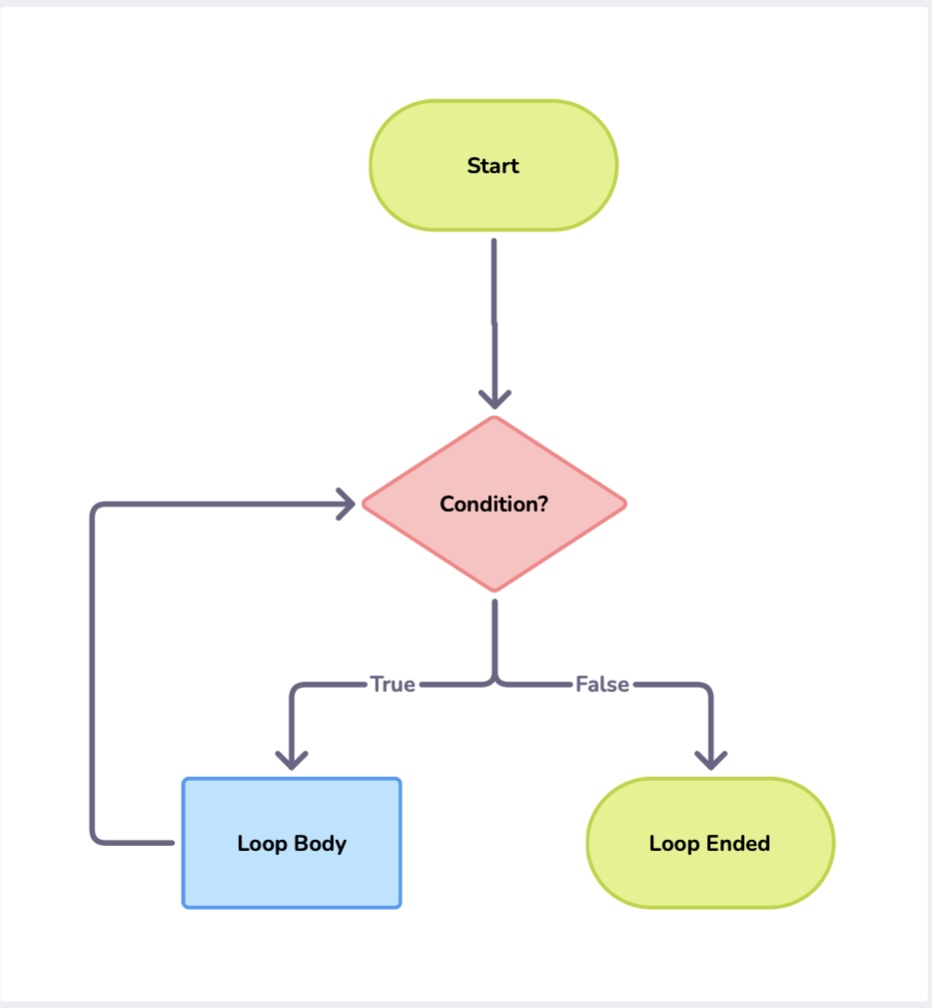 Start
Condition?
True
False
Loop Body
Loop Ended